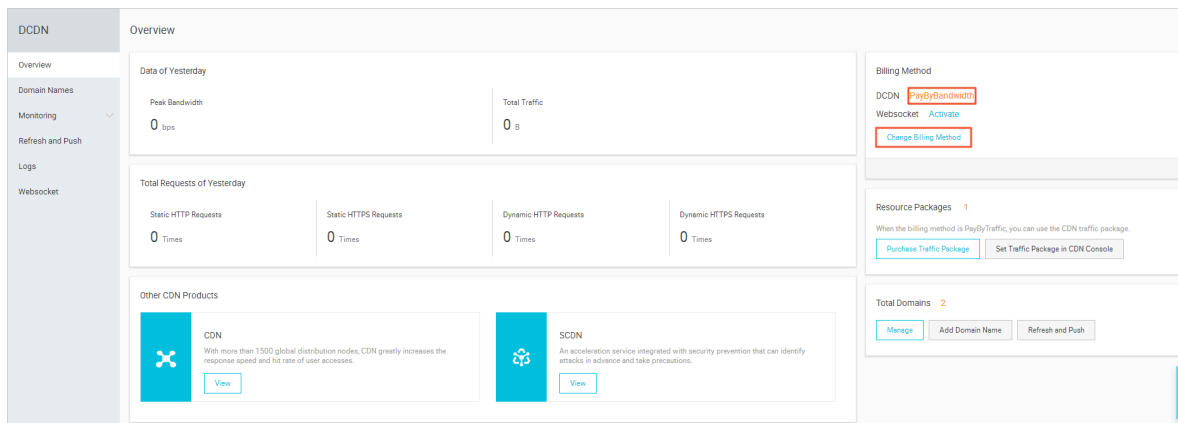 DCDN
Overview
Domain Names
Monitoring
Refresh and Push
Logs
Websocket
Overview
Data of Yesterday
Peak Bandwidth
0 bps
Total Traffic
0 B
Total Requests of Yesterday
Static HTTP Requests
0 Times
Static HTTPS Requests
0 Times
Dynamic HTTP Requests
0 Times
Dynamic HTTPS Requests
0 Times
Other CDN Products
CDN
With more than 1500 global distribution nodes, CDN greatly increases the
response speed and hit rate of user accesses.
View
SCDN
An acceleration service integrated with security prevention that can identify
attacks in advance and take precautions.
View
Billing Method
DCDN PayByBandwidth
Websocket Activate
Change Billing Method
Resource Packages 1
When the billing method is PayByTraffic, you can use the CDN traffic package.
Purchase Traffic Package
Set Traffic Package in CDN Console
Total Domains 2
Manage
Add Domain Name
Refresh and Push